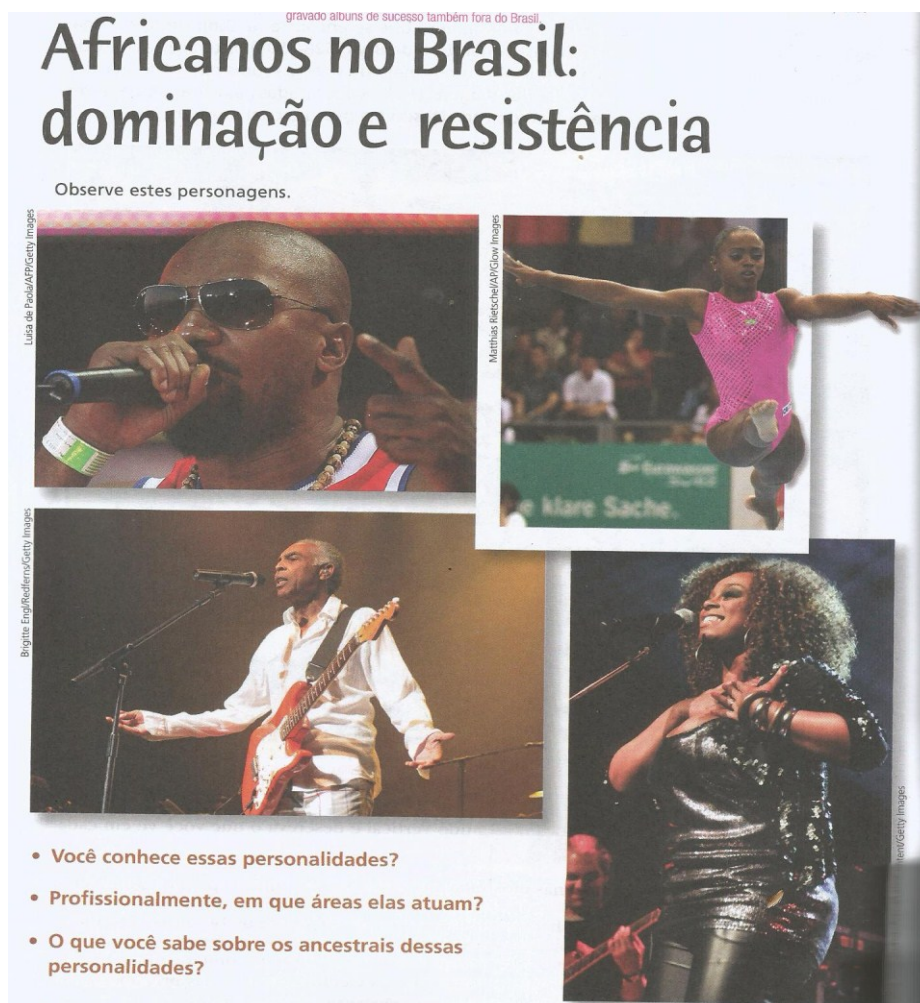 gravado álbuns de sucesso também fora do Brasil.
Africanos no Brasil:
dominação e resistência
Observe estes personagens.
Luisa de Paola/AFP/Getty Images
Matthias Rietschel/AP/Glow Images
e klare Sache.
Brigitte Engl/Redferns/Getty Images
/Getty Images
• Você conhece essas personalidades?
• Profissionalmente, em que áreas elas atuam?
• O que você sabe sobre os ancestrais dessas
personalidades?